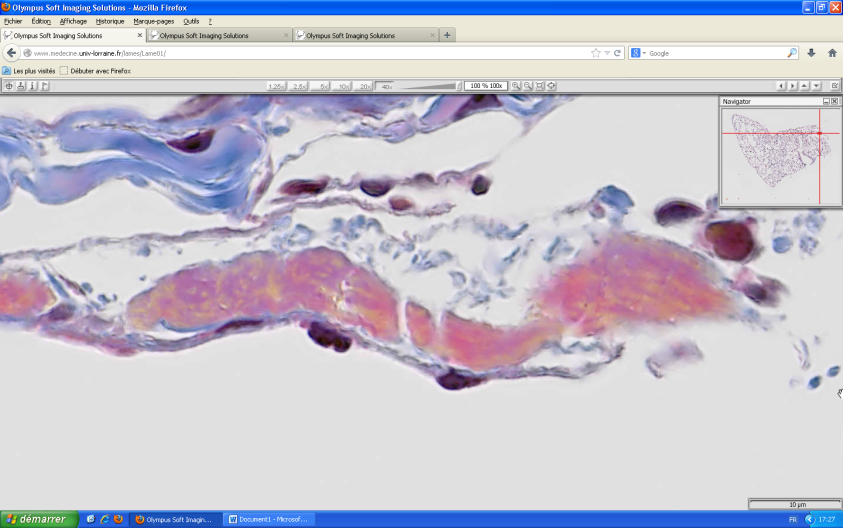 Olympus Soft Imaging Solutions - Mozilla Firefox
Fichier Édition Affichage Historique Marque-pages Outils ?
Olympus Soft Imaging Solutions × Olympus Soft Imaging Solutions × Olympus Soft Imaging Solutions × +
www.medecine.univ-lorraine.fr/lames/Lame01/ Google
Les plus visités Débuter avec Firefox
1.25x 2.5x 5x 10x 20x 40x 100 % 100x
Navigator
10 µm
démarrer Olympus Soft Imagin... Document1 - Microsof... FR 17:27